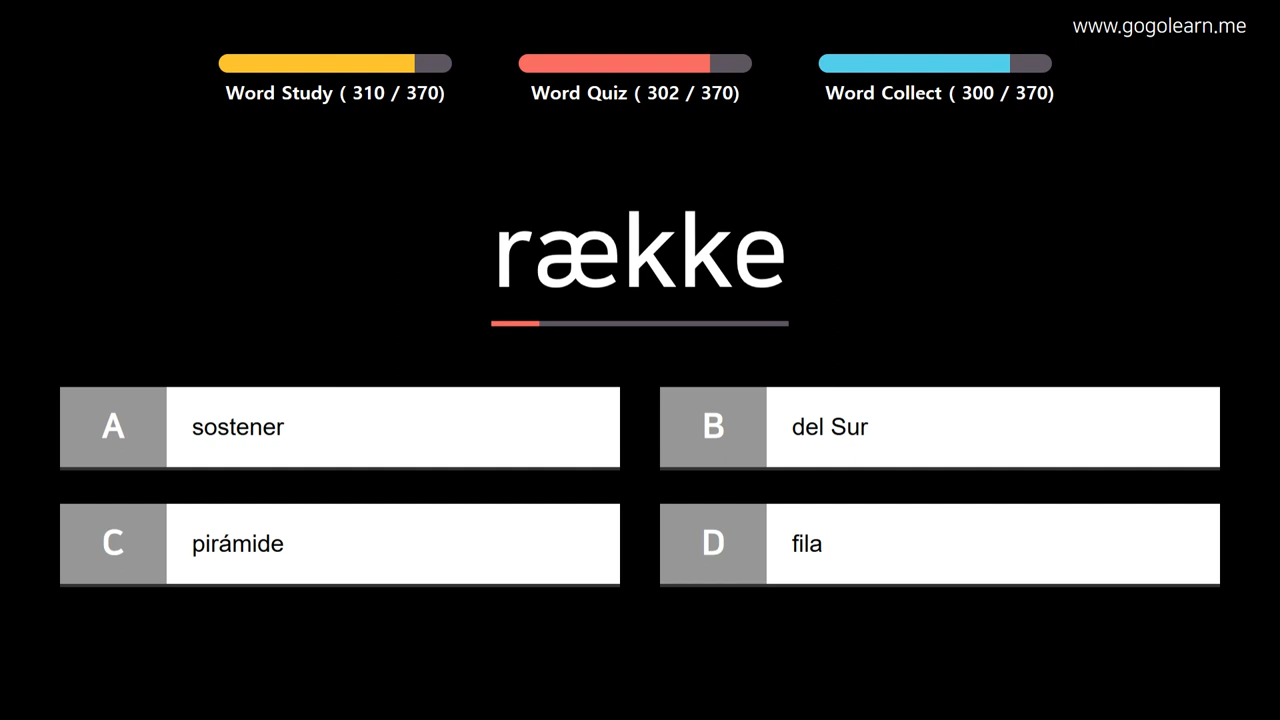 www.gogolearn.me
Word Study ( 310 / 370)
Word Quiz ( 302 / 370)
Word Collect ( 300 / 370)
række
A
sostener
B
del Sur
C
pirámide
D
fila